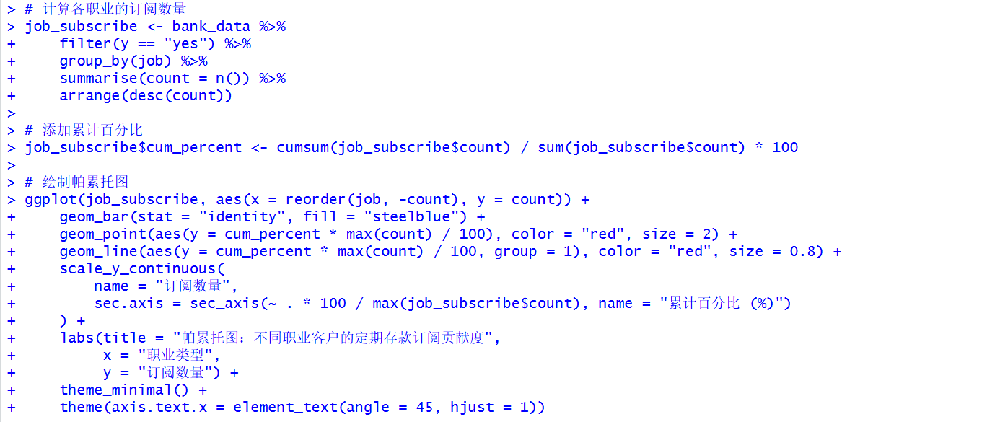 > # 计算各职业的订阅数量
> job_subscribe <- bank_data %>%
+     filter(y == "yes") %>%
+     group_by(job) %>%
+     summarise(count = n()) %>%
+     arrange(desc(count))
>
> # 添加累计百分比
> job_subscribe$cum_percent <- cumsum(job_subscribe$count) / sum(job_subscribe$count) * 100
>
> # 绘制帕累托图
> ggplot(job_subscribe, aes(x = reorder(job, -count), y = count)) +
+     geom_bar(stat = "identity", fill = "steelblue") +
+     geom_point(aes(y = cum_percent * max(count) / 100), color = "red", size = 2) +
+     geom_line(aes(y = cum_percent * max(count) / 100, group = 1), color = "red", size = 0.8) +
+     scale_y_continuous(
+         name = "订阅数量",
+         sec.axis = sec_axis(~ . * 100 / max(job_subscribe$count), name = "累计百分比 (%)")
+     ) +
+     labs(title = "帕累托图：不同职业客户的定期存款订阅贡献度",
+          x = "职业类型",
+          y = "订阅数量") +
+     theme_minimal() +
+     theme(axis.text.x = element_text(angle = 45, hjust = 1))